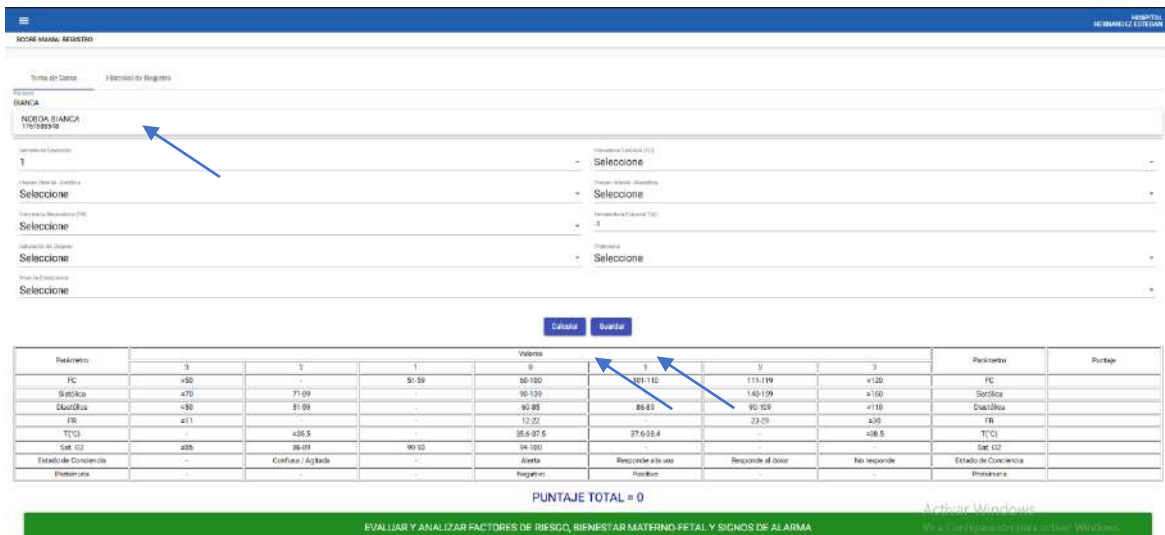 HOSPITAL
HERNANDEZ ESTEBAN
SCORE MAMA: REGISTRO
Toma de Datos Historial de Registro
Paciente
BIANCA
NOBOA BIANCA
1
Seleccione
Seleccione
Seleccione
Seleccione
Seleccione
Seleccione
Seleccione
Calcular Guardar
Parámetro Valores Parámetro Puntaje
3 2 1 0 1 2 3
FC ≤50 - 51-59 60-100 101-110 111-119 ≥120 FC
Sistólica ≤70 71-89 - 90-139 - 140-159 ≥160 Sistólica
Diastólica ≤50 51-59 - 60-85 86-89 90-109 ≥110 Diastólica
FR ≤11 - - 12-22 - 23-29 ≥30 FR
T(°C) - ≤35.5 - 35.6-37.5 37.6-38.4 - ≥38.5 T(°C)
Sat. O2 ≤85 86-89 90-93 94-100 - - - Sat. O2
Estado de Conciencia - Confusa / Agitada - Alerta Responde a la voz Responde al dolor No responde Estado de Conciencia
Proteinuria - - - Negativo Positivo - - Proteinuria
PUNTAJE TOTAL = 0
EVALUAR Y ANALIZAR FACTORES DE RIESGO, BIENESTAR MATERNO-FETAL Y SIGNOS DE ALARMA
Activar Windows
Ve a Configuración para activar Windows.